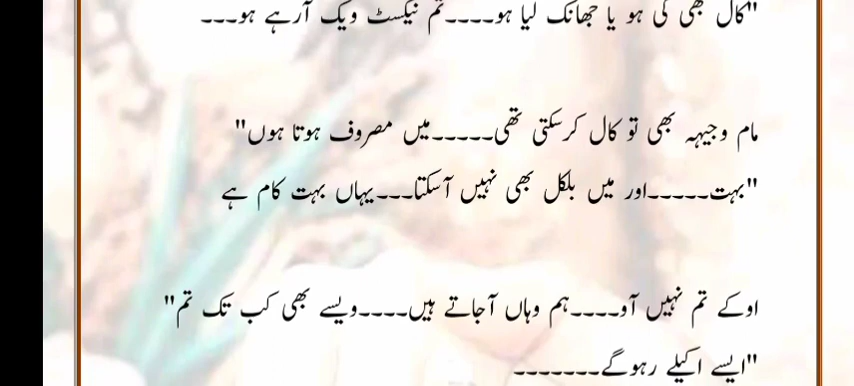 "کال بھی کی ہو یا جھانک لیا ہو۔۔۔۔تم نیکسٹ ویک آرہے ہو۔۔۔
مام وجیہہ بھی تو کال کرسکتی تھی۔۔۔۔۔میں مصروف ہوتا ہوں"
"بہت۔۔۔۔۔اور میں بلکل بھی نہیں آسکتا۔۔۔یہاں بہت کام ہے
اوکے تم نہیں آو۔۔۔۔ہم وہاں آجاتے ہیں۔۔۔۔ویسے بھی کب تک تم"
"ایسے اکیلے رہوگے۔۔۔۔۔۔۔